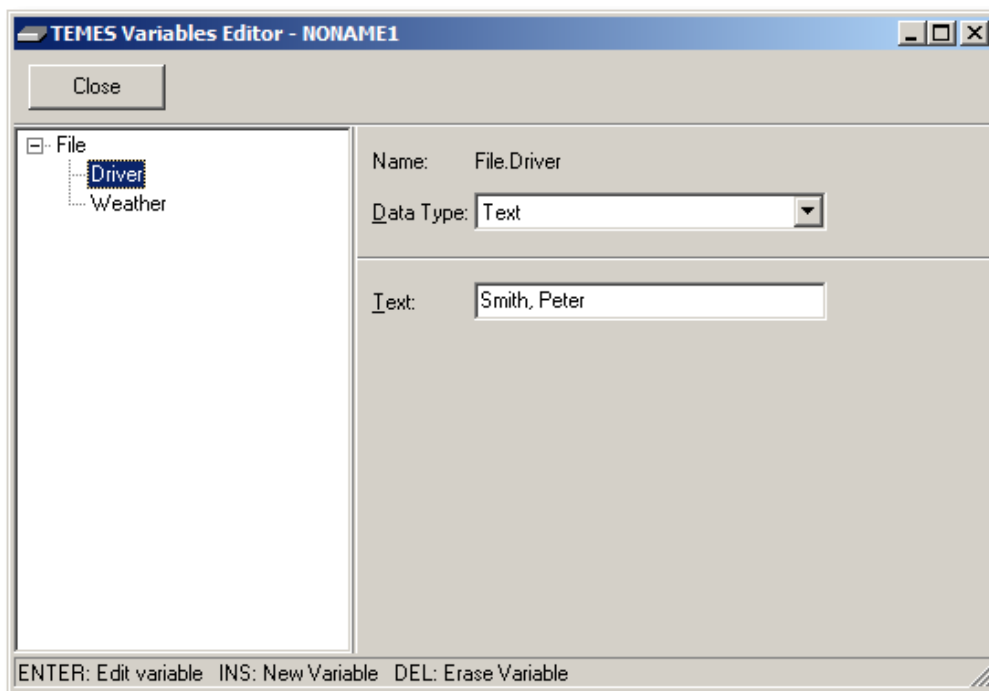 TEMES Variables Editor - NONAME1
Close
File
Driver
Weather
Name: File.Driver
Data Type: Text
Text: Smith, Peter
ENTER: Edit variable INS: New Variable DEL: Erase Variable